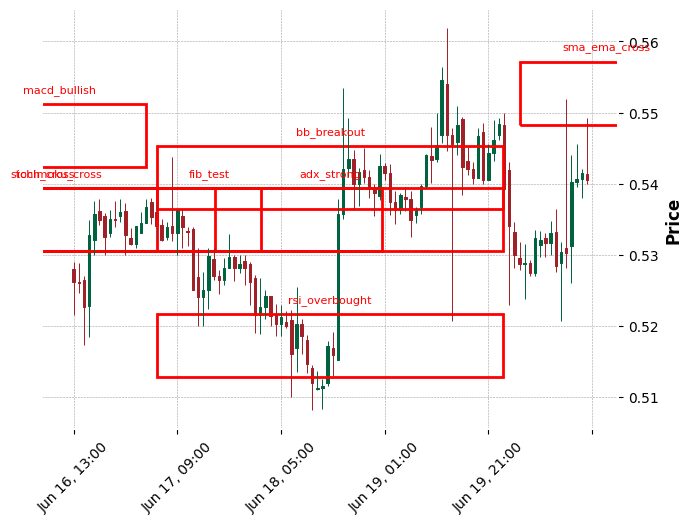 sma_ema_cross
macd_bullish
bb_breakout
fib_test
adx_strong
rsi_overbought
0.56
0.55
0.54
0.53
0.52
0.51
Price
Jun 16, 13:00
Jun 17, 09:00
Jun 18, 05:00
Jun 19, 01:00
Jun 19, 21:00